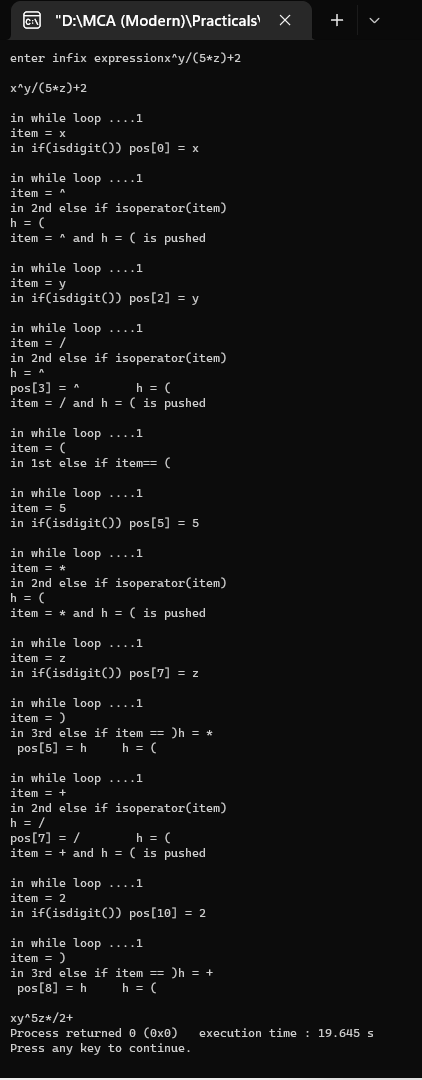 "D:\MCA (Modern)\Practicals\
enter infix expressionx^y/(5*z)+2
x^y/(5*z)+2
in while loop ....1
item = x
in if(isdigit()) pos[0] = x
in while loop ....1
item = ^
in 2nd else if isoperator(item)
h = (
item = ^ and h = ( is pushed
in while loop ....1
item = y
in if(isdigit()) pos[2] = y
in while loop ....1
item = /
in 2nd else if isoperator(item)
h = ^
pos[3] = ^        h = (
item = / and h = ( is pushed
in while loop ....1
item = (
in 1st else if item== (
in while loop ....1
item = 5
in if(isdigit()) pos[5] = 5
in while loop ....1
item = *
in 2nd else if isoperator(item)
h = (
item = * and h = ( is pushed
in while loop ....1
item = z
in if(isdigit()) pos[7] = z
in while loop ....1
item = )
in 3rd else if item == )h = *
 pos[5] = h     h = (
in while loop ....1
item = +
in 2nd else if isoperator(item)
h = /
pos[7] = /        h = (
item = + and h = ( is pushed
in while loop ....1
item = 2
in if(isdigit()) pos[10] = 2
in while loop ....1
item = )
in 3rd else if item == )h = +
 pos[8] = h     h = (
xy^5z*/2+
Process returned 0 (0x0)   execution time : 19.645 s
Press any key to continue.